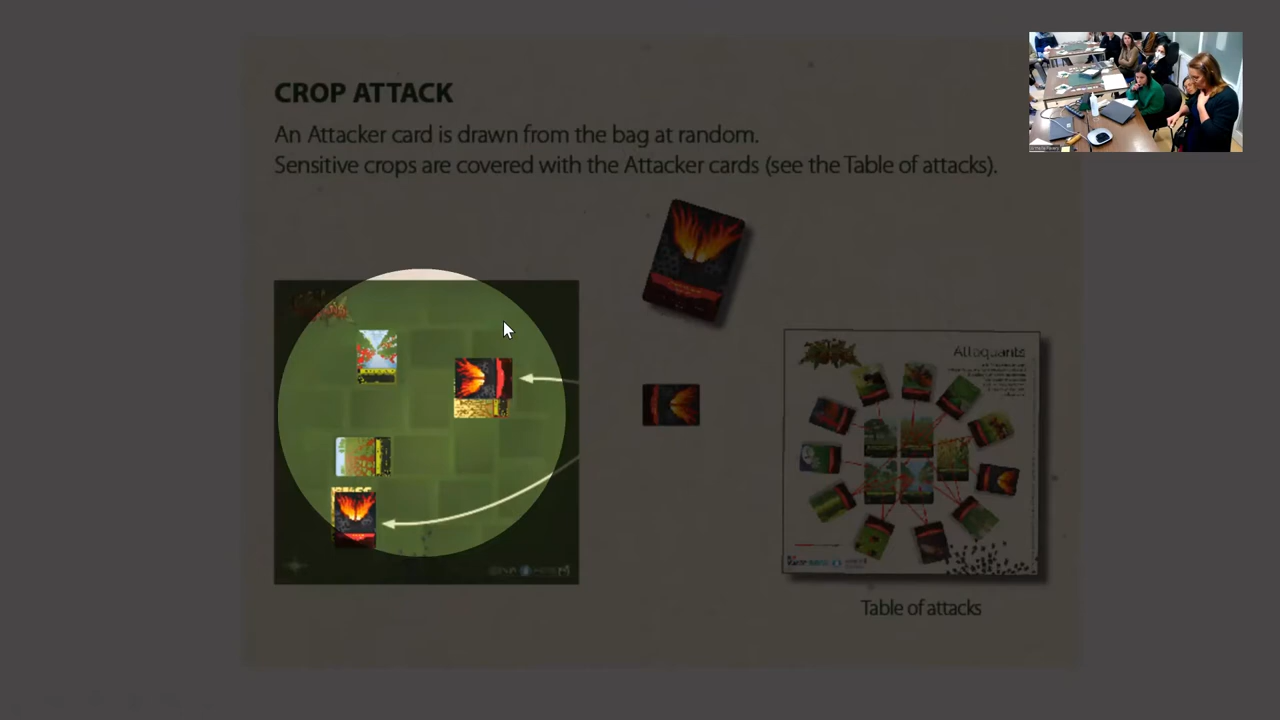 CROP ATTACK
An Attacker card is drawn from the bag at random.
Sensitive crops are covered with the Attacker cards (see the Table of attacks).
Attaquants
Table of attacks